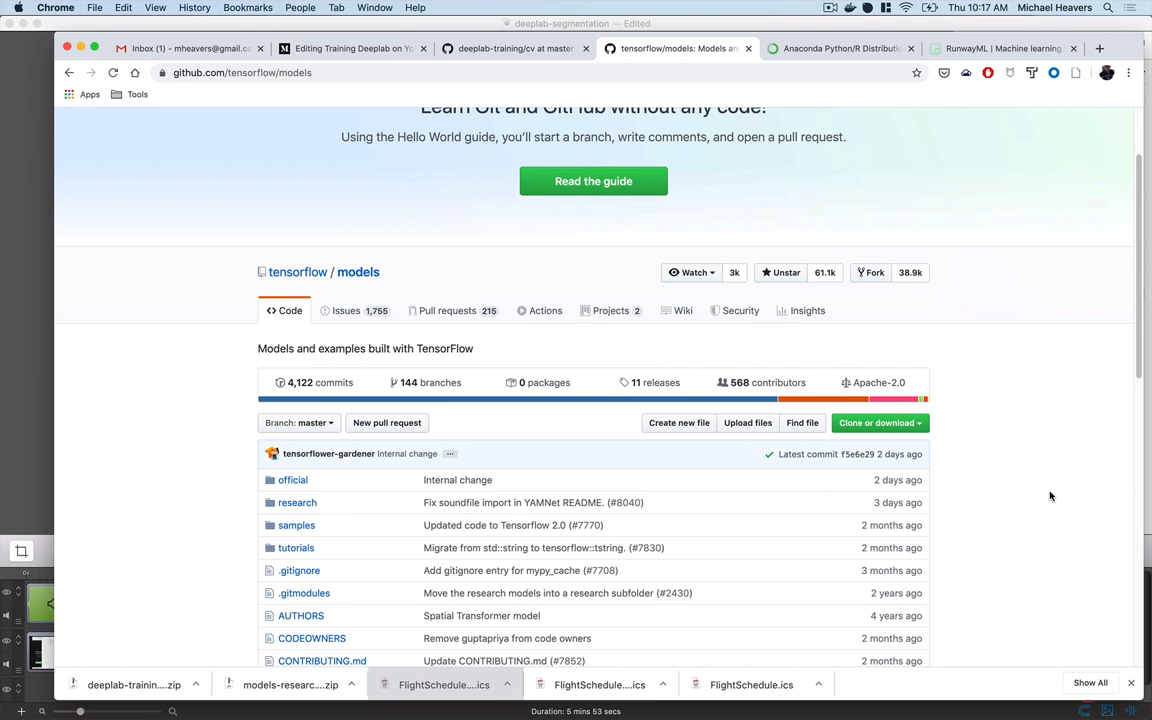 Chrome File Edit View History Bookmarks People Tab Window Help Thu 10:17 AM Michael Heavers
deeplab-segmentation — Edited
Inbox (1) - mheavers@gmail.c
Editing Training Deeplab on Yo
deeplab-training/cv at master
tensorflow/models: Models and
Anaconda Python/R Distributi
RunwayML | Machine learning
github.com/tensorflow/models
Apps Tools
Learn Git and GitHub without any code!
Using the Hello World guide, you'll start a branch, write comments, and open a pull request.
Read the guide
tensorflow / models
Watch 3k Unstar 61.1k Fork 38.9k
Code Issues 1,755 Pull requests 215 Actions Projects 2 Wiki Security Insights
Models and examples built with TensorFlow
4,122 commits 144 branches 0 packages 11 releases 568 contributors Apache-2.0
Branch: master New pull request Create new file Upload files Find file Clone or download
tensorflower-gardener Internal change ... Latest commit f5e6e29 2 days ago
official Internal change 2 days ago
research Fix soundfile import in YAMNet README. (#8040) 3 days ago
samples Updated code to Tensorflow 2.0 (#7770) 2 months ago
tutorials Migrate from std::string to tensorflow::tstring. (#7830) 2 months ago
.gitignore Add gitignore entry for mypy_cache (#7708) 3 months ago
.gitmodules Move the research models into a research subfolder (#2430) 2 years ago
AUTHORS Spatial Transformer model 4 years ago
CODEOWNERS Remove guptapriya from code owners 2 months ago
CONTRIBUTING.md Update CONTRIBUTING.md (#7852) 2 months ago
0s
deeplab-trainin....zip models-researc....zip FlightSchedule....ics FlightSchedule....ics FlightSchedule.ics Show All
Duration: 5 mins 53 secs